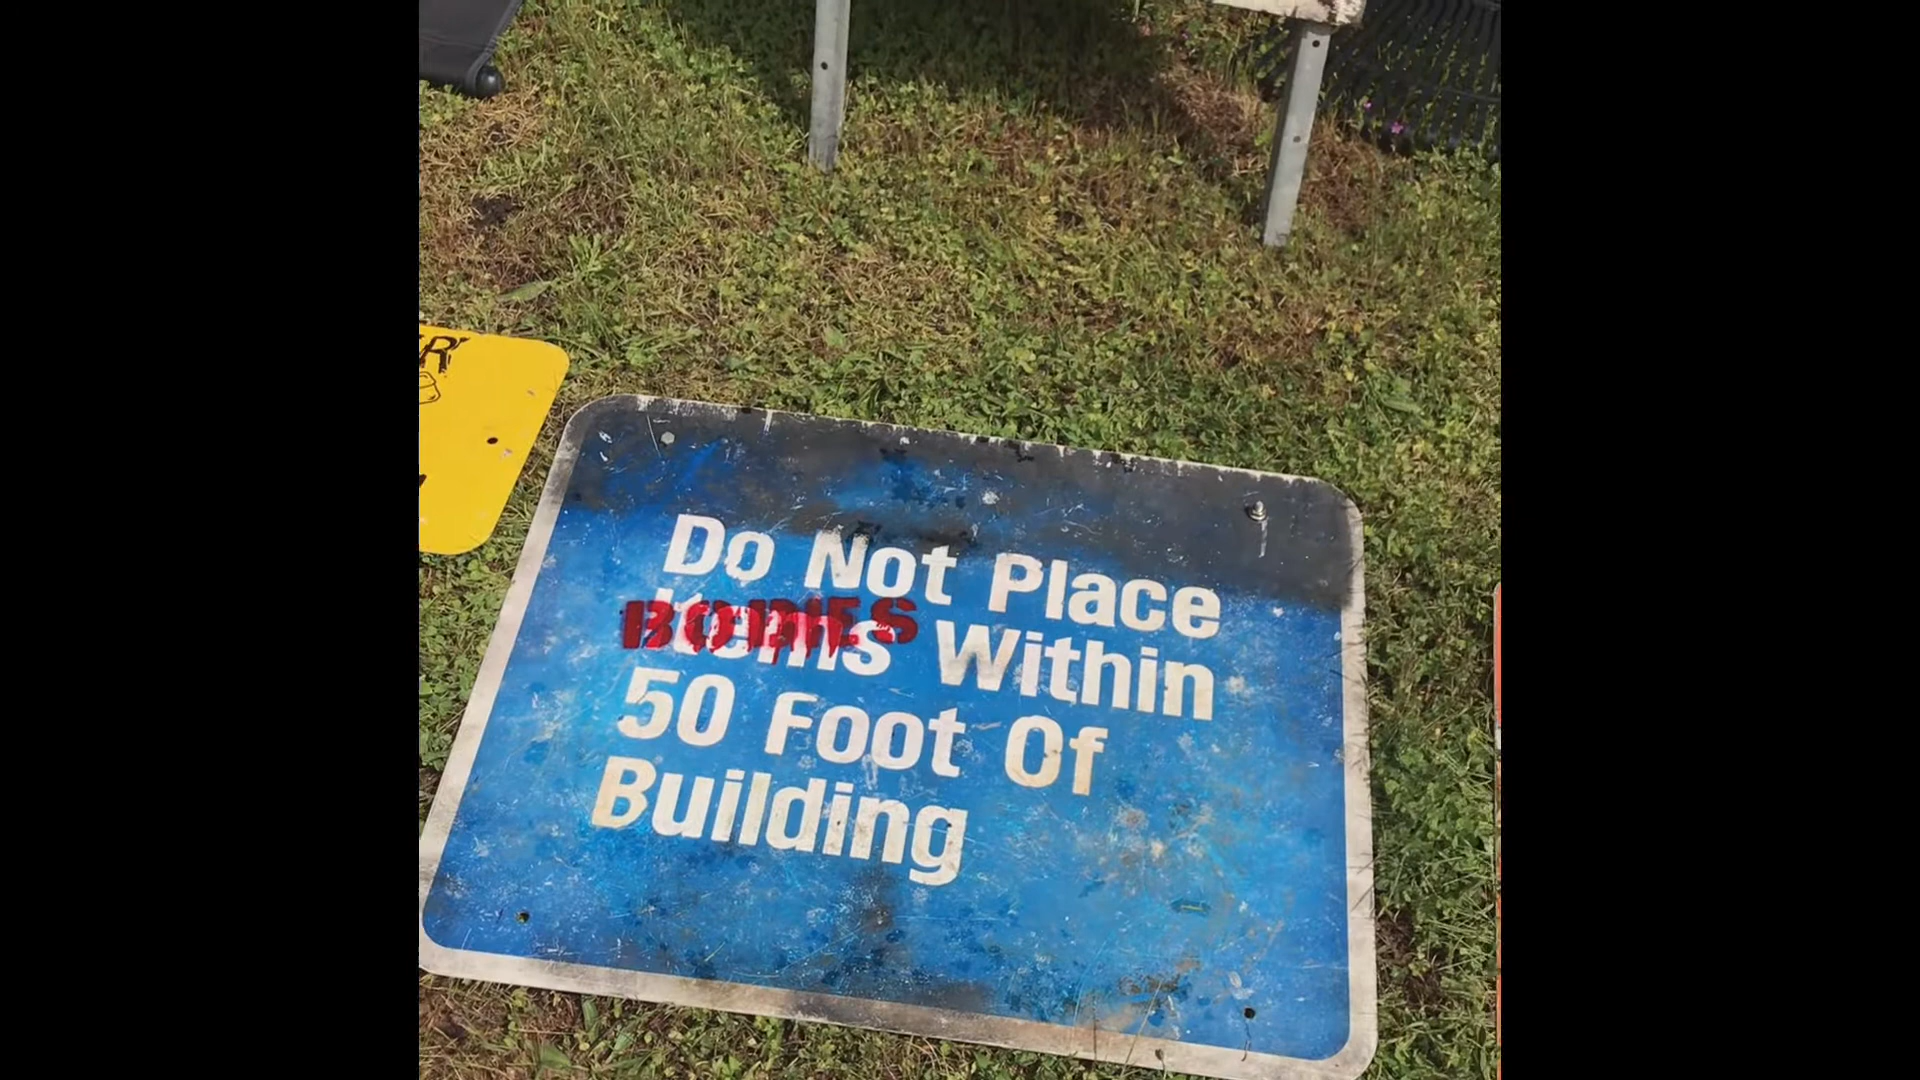 Do Not Place
BODIES
Items Within
50 Foot Of
Building